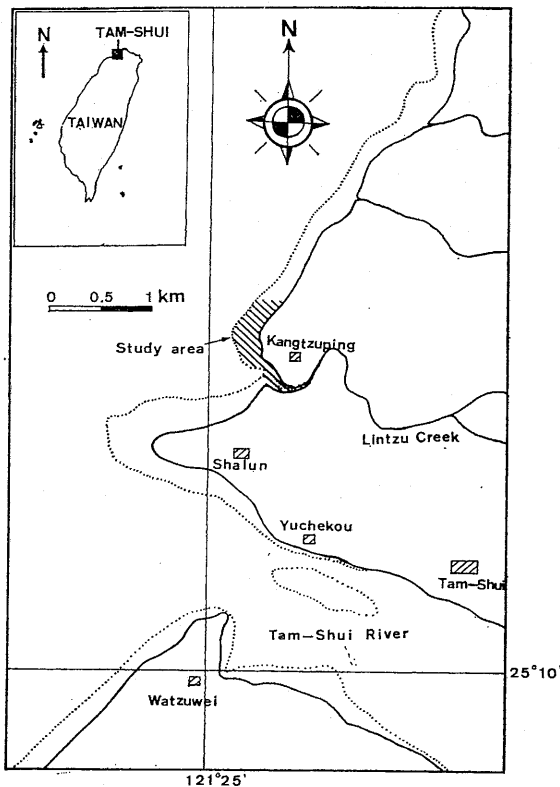 N
TAM-SHUI
TAIWAN
N
0 0.5 1 km
Study area
Kangtzuping
Lintzu Creek
Shalun
Yuchekou
Tam-Shui
Tam-Shui River
25°10'
Watzuwei
121°25'